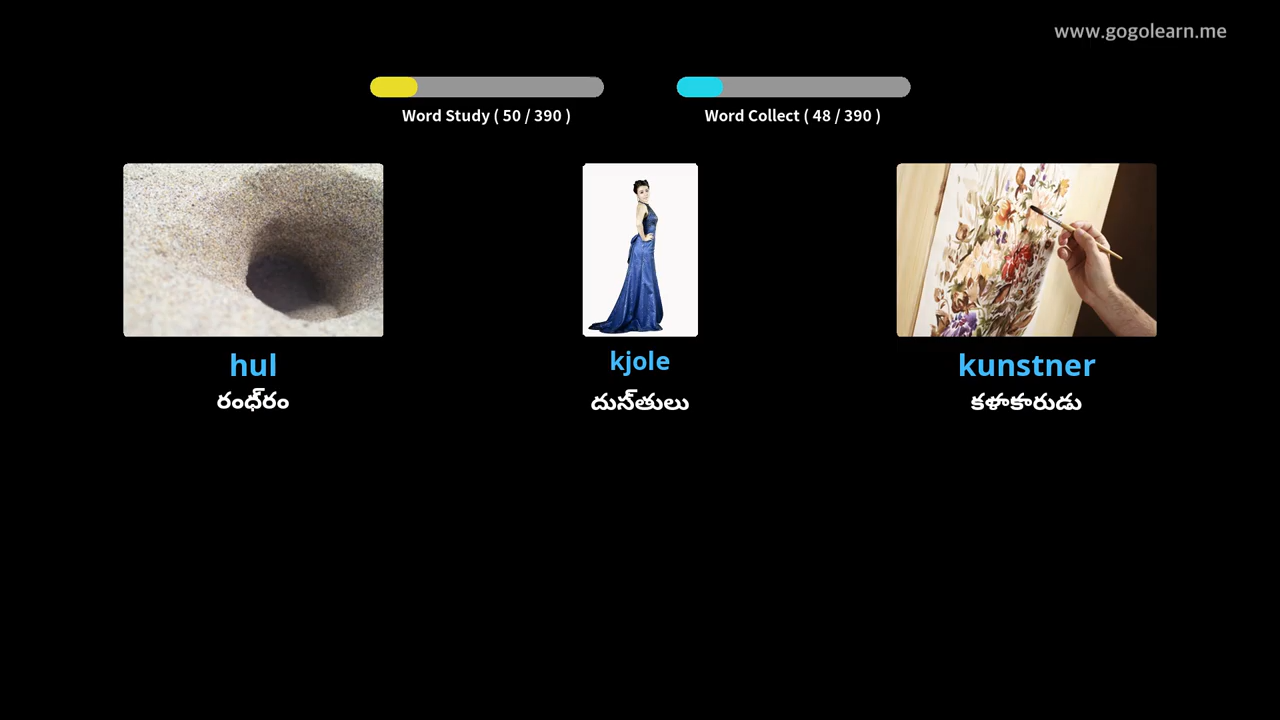 www.gogolearn.me
Word Study ( 50 / 390 )
Word Collect ( 48 / 390 )
hul
రంధ్రం
kjole
దుస్తులు
kunstner
కళాకారుడు